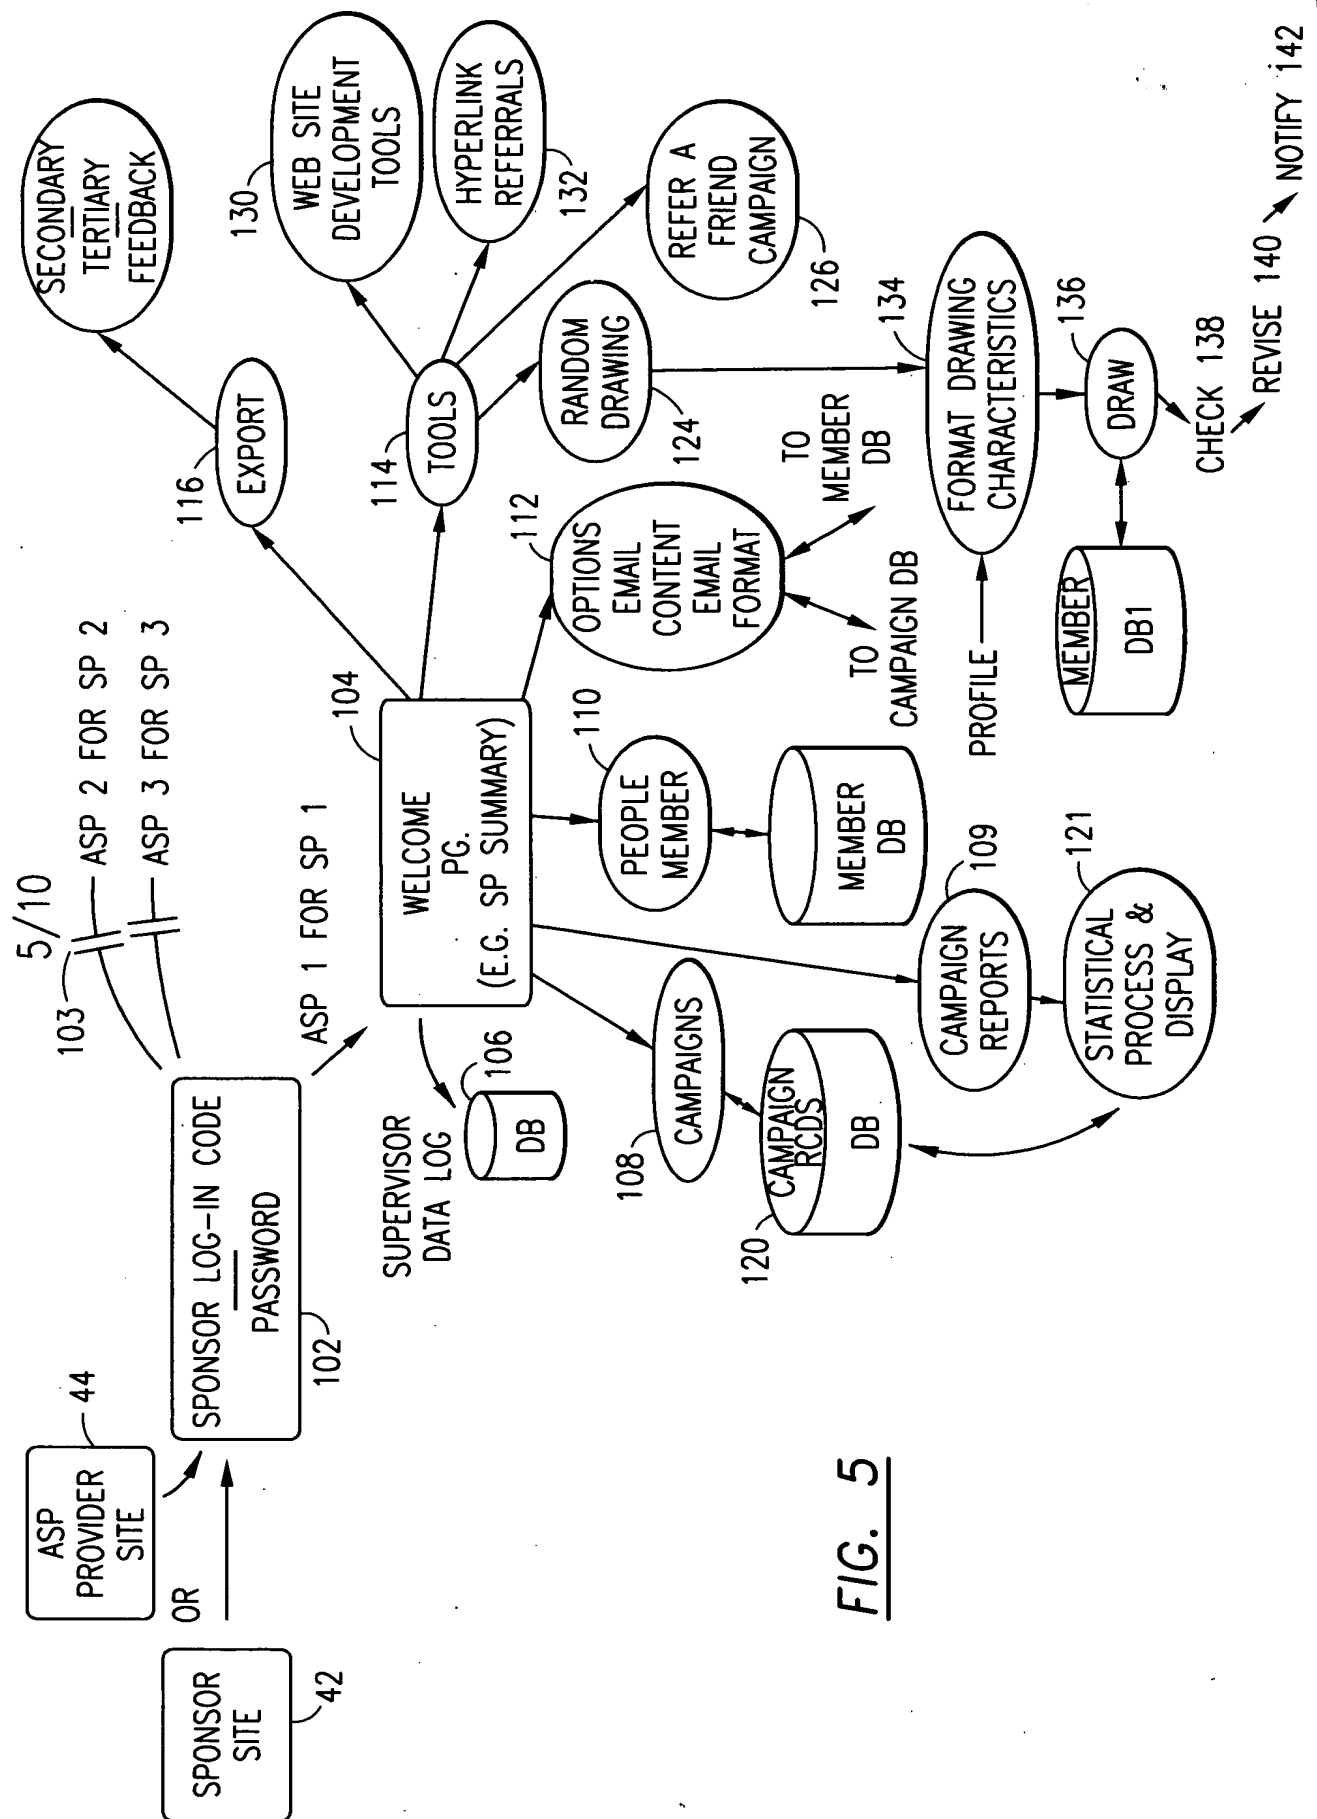 5/10
SPONSOR
SITE
42
OR
ASP
PROVIDER
SITE
44
SPONSOR LOG-IN CODE
PASSWORD
102
103
ASP 2 FOR SP 2
ASP 3 FOR SP 3
ASP 1 FOR SP 1
WELCOME
PG.
(E.G. SP SUMMARY)
104
SUPERVISOR
DATA LOG
106
DB
CAMPAIGNS
108
CAMPAIGN
RCDS
DB
120
CAMPAIGN
REPORTS
109
STATISTICAL
PROCESS &
DISPLAY
121
PEOPLE
MEMBER
110
MEMBER
DB
OPTIONS
EMAIL
CONTENT
EMAIL
FORMAT
112
TO
CAMPAIGN DB
TO
MEMBER
DB
EXPORT
116
SECONDARY
TERTIARY
FEEDBACK
TOOLS
114
WEB SITE
DEVELOPMENT
TOOLS
130
HYPERLINK
REFERRALS
132
REFER A
FRIEND
CAMPAIGN
126
RANDOM
DRAWING
124
PROFILE
FORMAT DRAWING
CHARACTERISTICS
134
DRAW
136
MEMBER
DB1
CHECK 138
REVISE 140
NOTIFY 142
FIG. 5